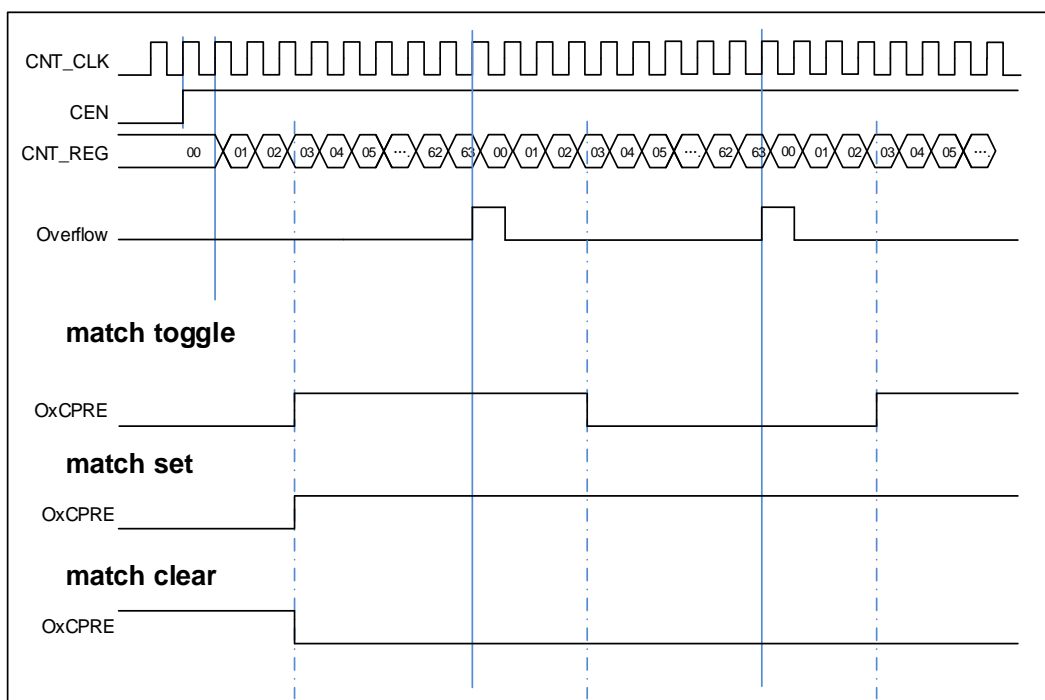 CNT_CLK
CEN
CNT_REG 00 01 02 03 04 05 .... 62 63 00 01 02 03 04 05 .... 62 63 00 01 02 03 04 05 ....
Overflow
match toggle
OxCPRE
match set
OxCPRE
match clear
OxCPRE